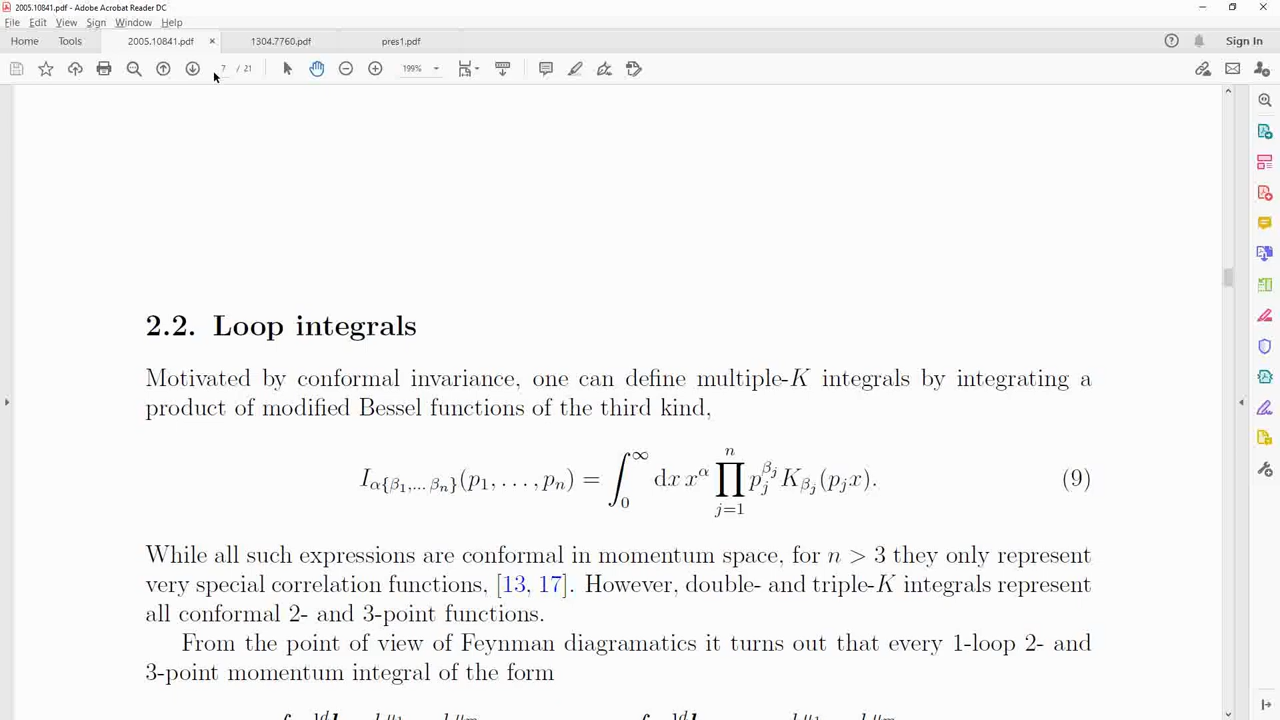 2005.10841.pdf - Adobe Acrobat Reader DC
File Edit View Sign Window Help
Home Tools 2005.10841.pdf × 1304.7760.pdf pres1.pdf Sign In
7 / 21 199%
2.2. Loop integrals
Motivated by conformal invariance, one can define multiple-K integrals by integrating a
product of modified Bessel functions of the third kind,
I_{α{β_1,...β_n}}(p_1, . . . , p_n) = ∫_0^∞ dx x^α ∏_{j=1}^n p_j^{β_j} K_{β_j}(p_j x). (9)
While all such expressions are conformal in momentum space, for n > 3 they only represent
very special correlation functions, [13, 17]. However, double- and triple-K integrals represent
all conformal 2- and 3-point functions.
From the point of view of Feynman diagramatics it turns out that every 1-loop 2- and
3-point momentum integral of the form